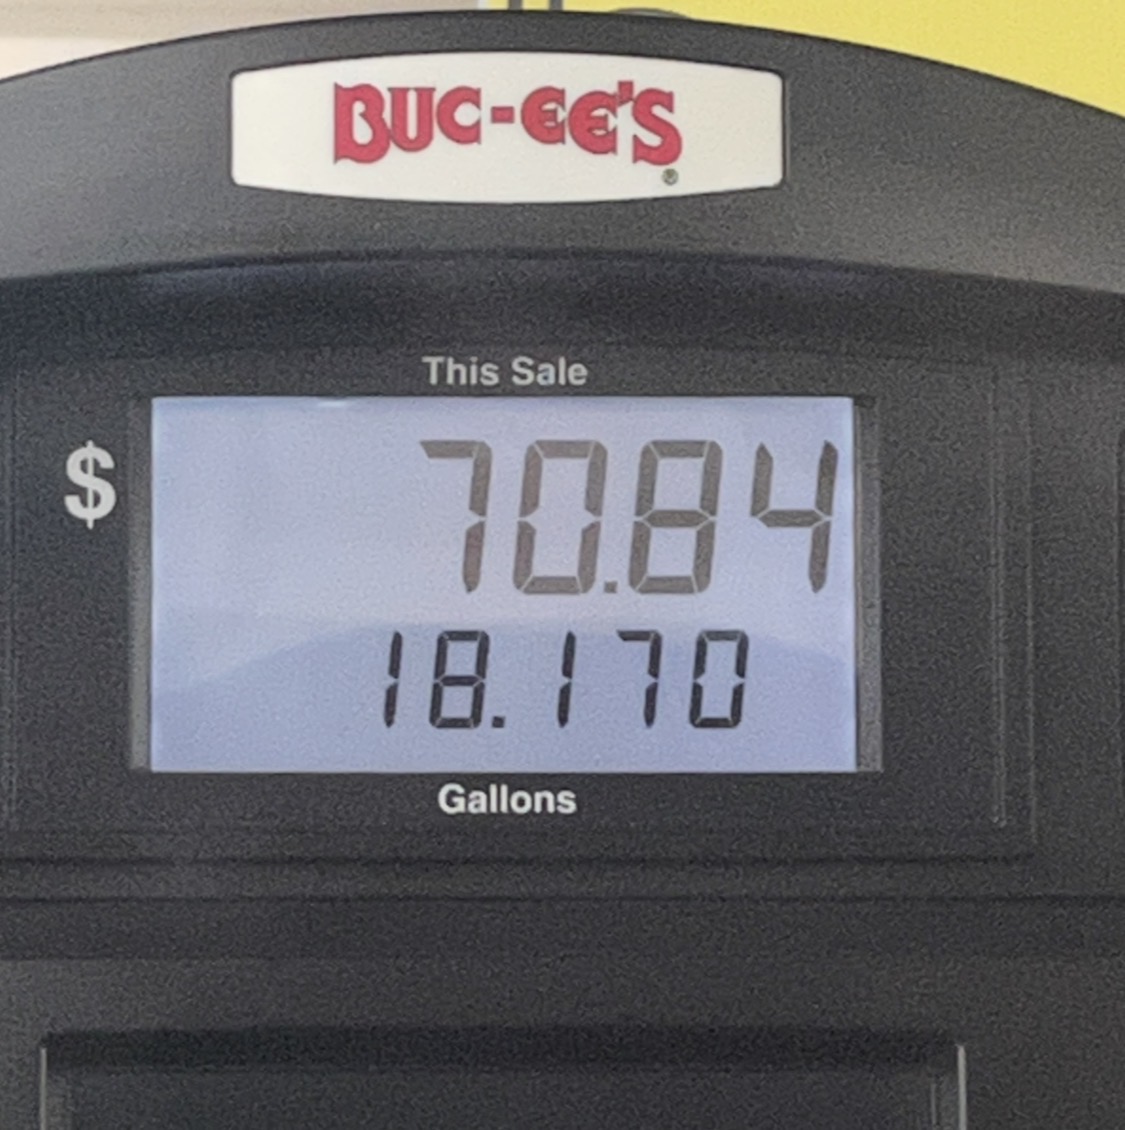 BUC-EE'S
This Sale
$ 70.84
18.170
Gallons